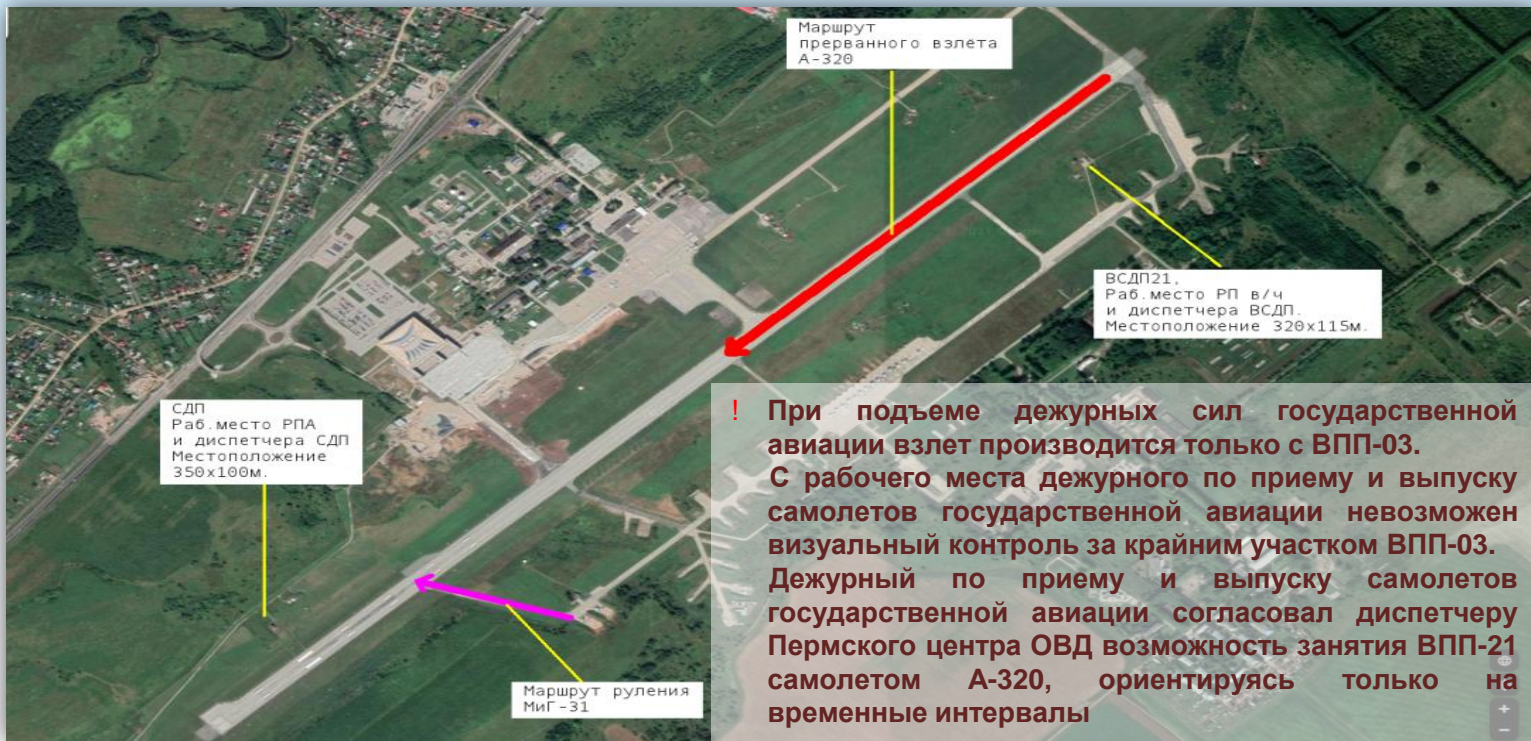 Маршрут
прерванного взлёта
А-320
ВСДП21,
Раб.место РП в/ч
и диспетчера ВСДП.
Местоположение 320х115м.
СДП
Раб.место РПА
и диспетчера СДП
Местоположение
350х100м.
Маршрут руления
МиГ-31
! При подъеме дежурных сил государственной
авиации взлет производится только с ВПП-03.
С рабочего места дежурного по приему и выпуску
самолетов государственной авиации невозможен
визуальный контроль за крайним участком ВПП-03.
Дежурный по приему и выпуску самолетов
государственной авиации согласовал диспетчеру
Пермского центра ОВД возможность занятия ВПП-21
самолетом А-320, ориентируясь только на
временные интервалы